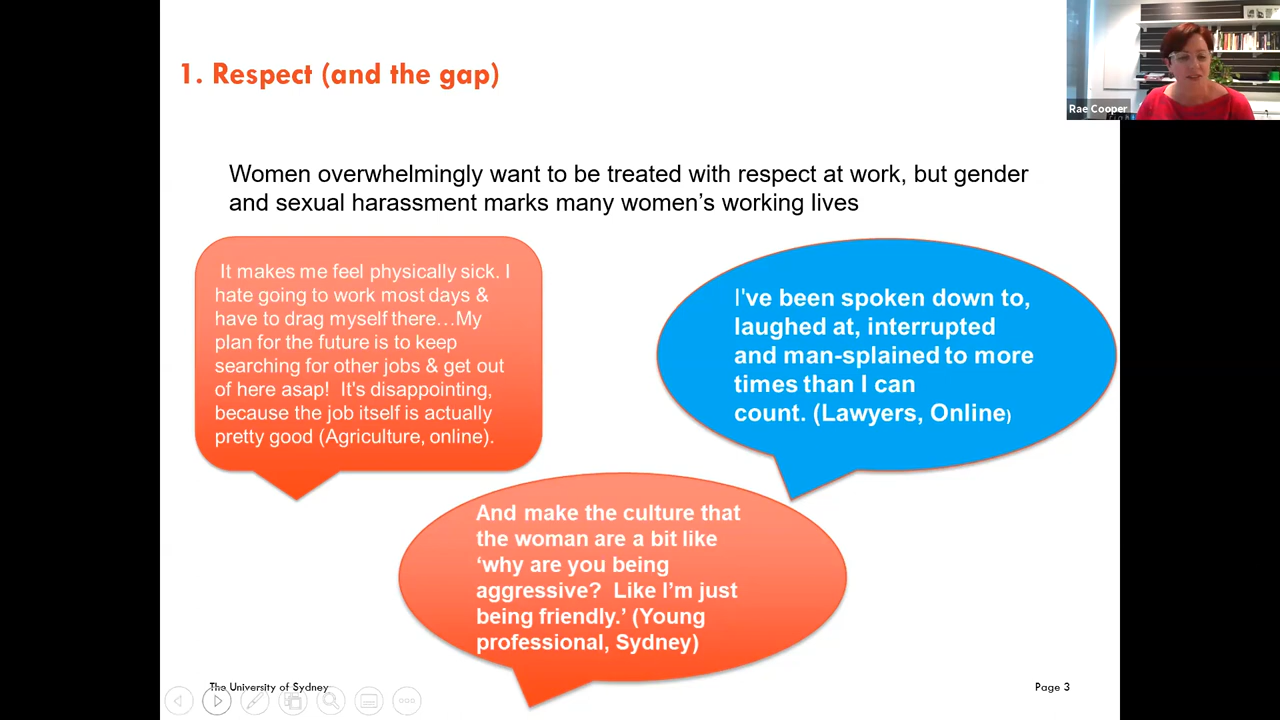 1. Respect (and the gap)
Rae Cooper
Women overwhelmingly want to be treated with respect at work, but gender
and sexual harassment marks many women’s working lives
It makes me feel physically sick. I
hate going to work most days &
have to drag myself there…My
plan for the future is to keep
searching for other jobs & get out
of here asap!  It's disappointing,
because the job itself is actually
pretty good (Agriculture, online).
I've been spoken down to,
laughed at, interrupted
and man-splained to more
times than I can
count. (Lawyers, Online)
And make the culture that
the woman are a bit like
‘why are you being
aggressive?  Like I’m just
being friendly.’ (Young
professional, Sydney)
The University of Sydney
Page 3